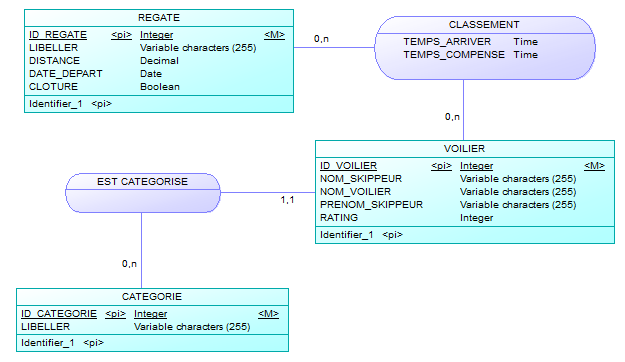 REGATE
ID_REGATE <pi> Integer <M>
LIBELLER Variable characters (255)
DISTANCE Decimal
DATE_DEPART Date
CLOTURE Boolean
Identifier_1 <pi>
0,n
CLASSEMENT
TEMPS_ARRIVER Time
TEMPS_COMPENSE Time
0,n
VOILIER
ID_VOILIER <pi> Integer <M>
NOM_SKIPPEUR Variable characters (255)
NOM_VOILIER Variable characters (255)
PRENOM_SKIPPEUR Variable characters (255)
RATING Integer
Identifier_1 <pi>
EST CATEGORISE
1,1
0,n
CATEGORIE
ID_CATEGORIE <pi> Integer <M>
LIBELLER Variable characters (255)
Identifier_1 <pi>